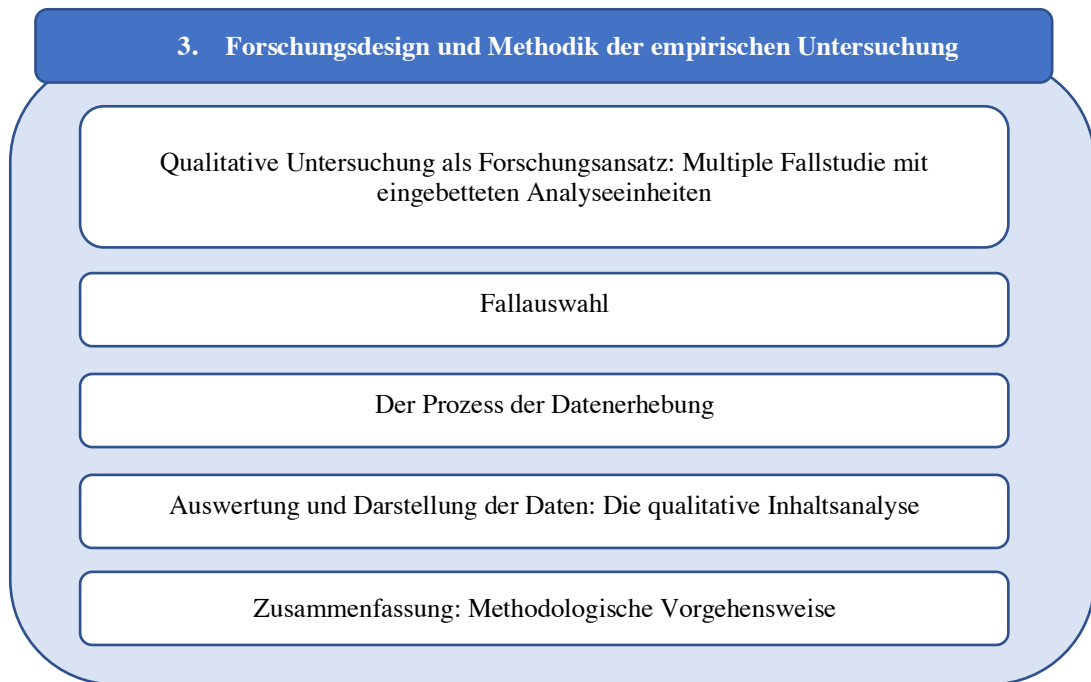 3. Forschungsdesign und Methodik der empirischen Untersuchung
Qualitative Untersuchung als Forschungsansatz: Multiple Fallstudie mit
eingebetteten Analyseeinheiten
Fallauswahl
Der Prozess der Datenerhebung
Auswertung und Darstellung der Daten: Die qualitative Inhaltsanalyse
Zusammenfassung: Methodologische Vorgehensweise